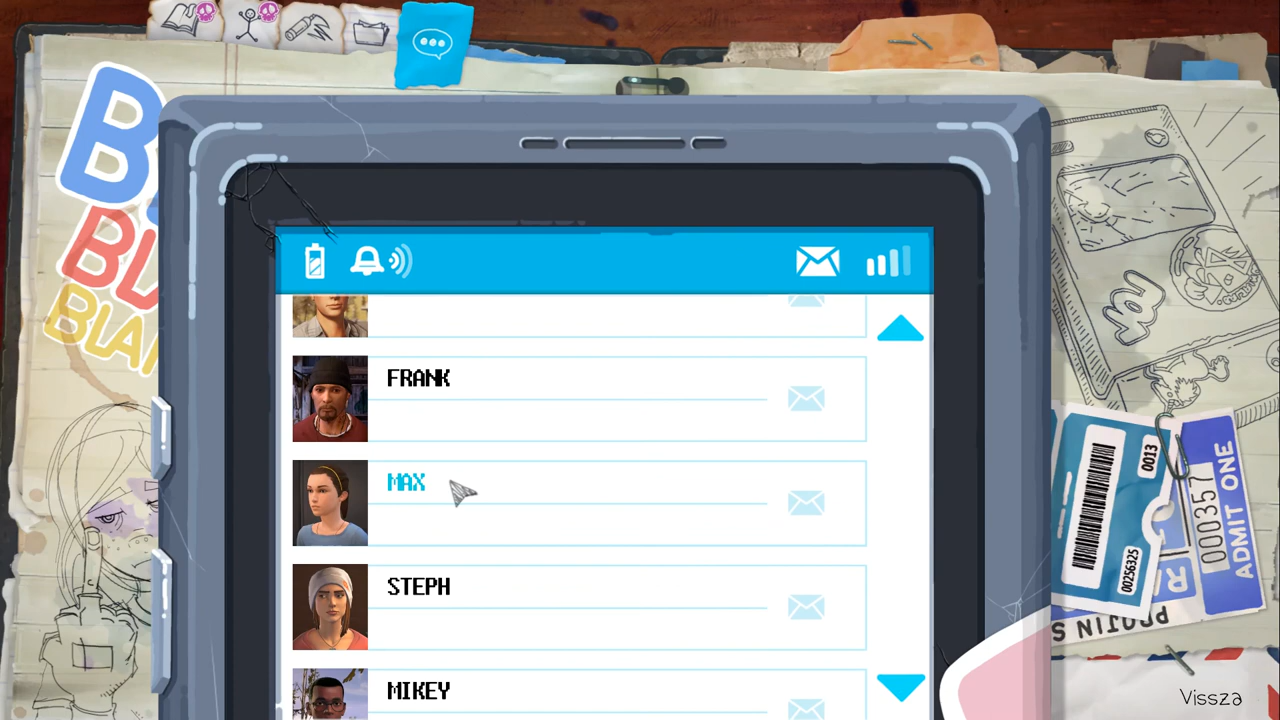 FRANK
MAX
STEPH
MIKEY
0013
00256325
000357
ADMIT ONE
Vissza